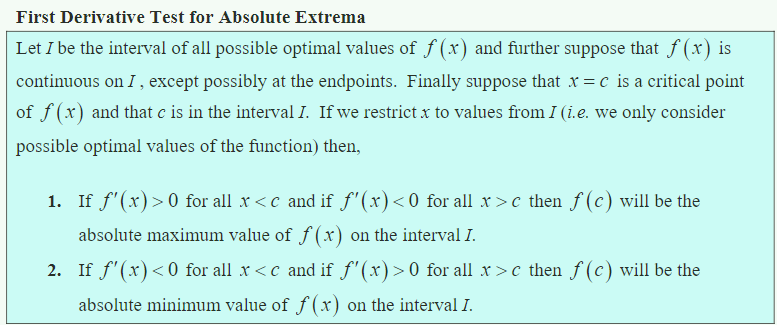 First Derivative Test for Absolute Extrema
Let I be the interval of all possible optimal values of f(x) and further suppose that f(x) is
continuous on I, except possibly at the endpoints.  Finally suppose that x = c is a critical point
of f(x) and that c is in the interval I.  If we restrict x to values from I (i.e. we only consider
possible optimal values of the function) then,
1. If f′(x) > 0 for all x < c and if f′(x) < 0 for all x > c then f(c) will be the
absolute maximum value of f(x) on the interval I.
2. If f′(x) < 0 for all x < c and if f′(x) > 0 for all x > c then f(c) will be the
absolute minimum value of f(x) on the interval I.